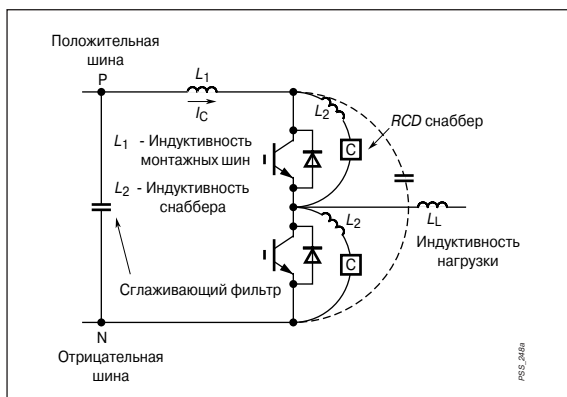 Положительная
шина
P
L1
IC
L1 - Индуктивность
монтажных шин
L2 - Индуктивность
снаббера
Сглаживающий фильтр
N
Отрицательная
шина
L2
C
RCD снаббер
L2
C
LL
Индуктивность
нагрузки
PSS_248a